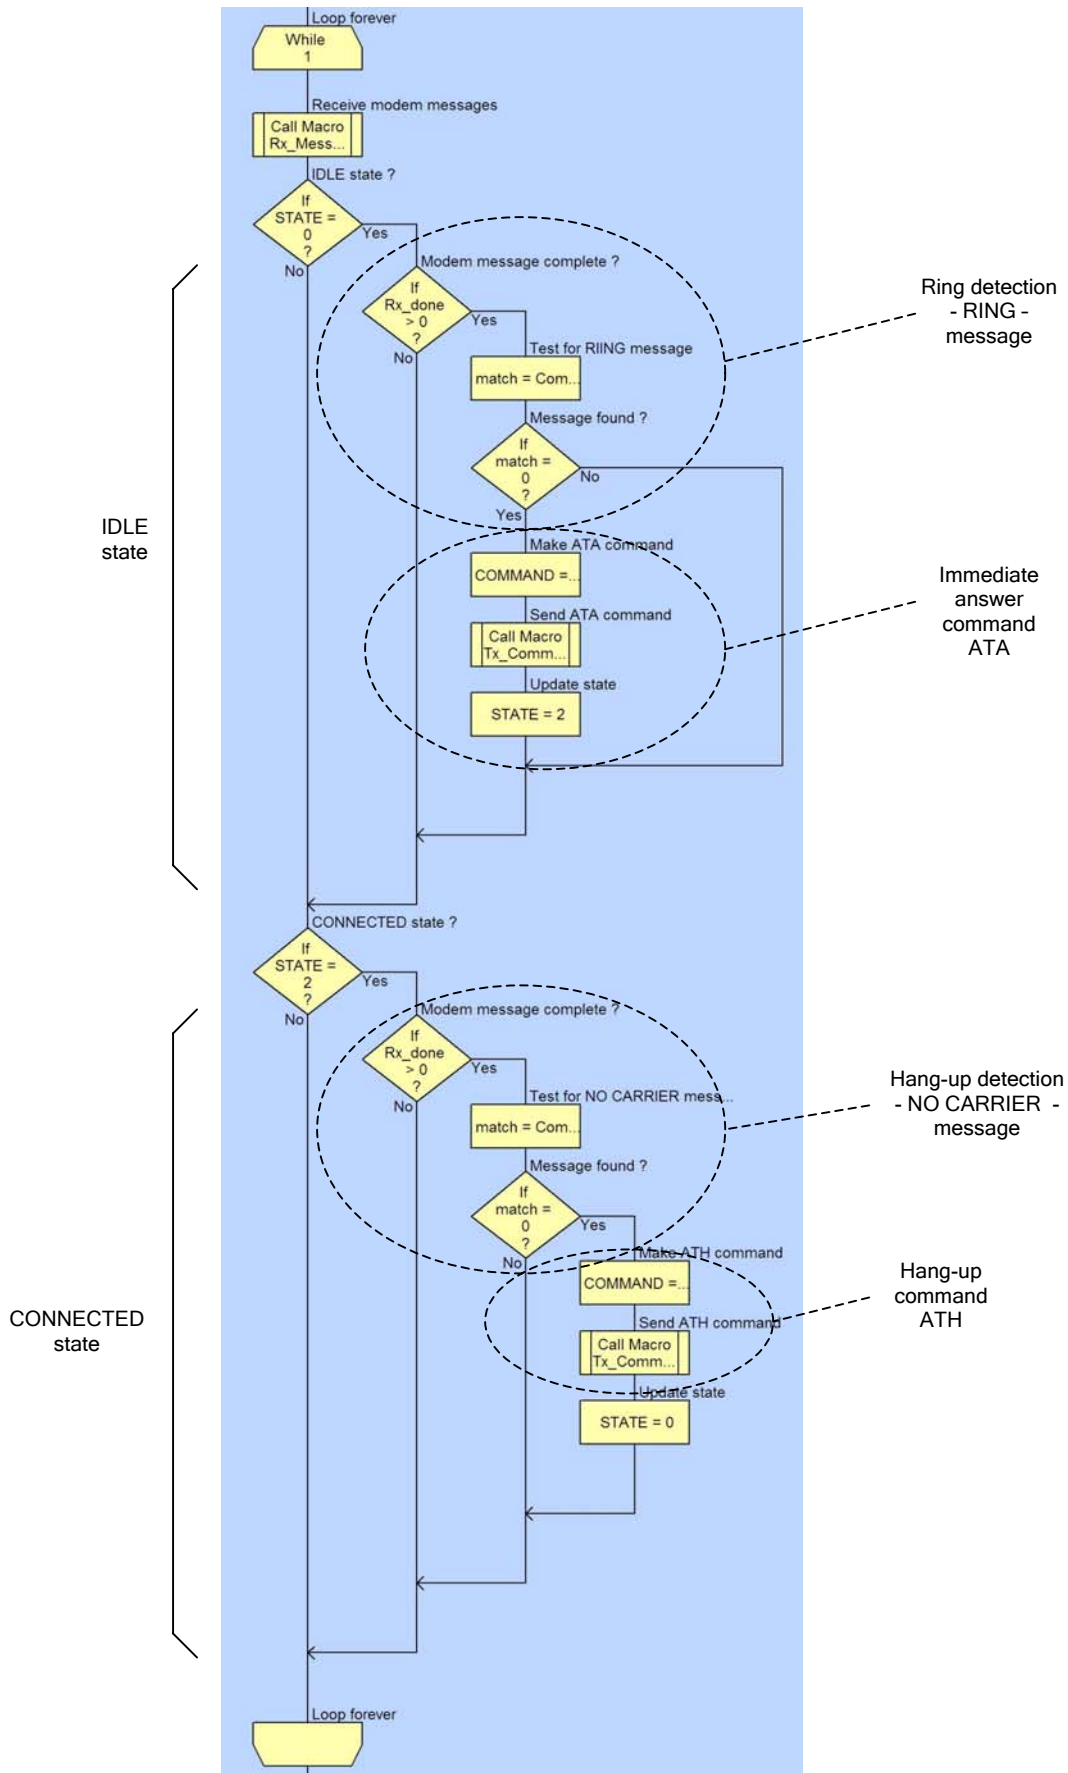 Loop forever
While
1
Receive modem messages
Call Macro
Rx_Mess...
IDLE state ?
If
STATE =
0
?
Yes
No
Modem message complete ?
If
Rx_done
> 0
?
Yes
No
Test for RIING message
match = Com...
Message found ?
If
match =
0
?
No
Yes
Make ATA command
COMMAND =...
Send ATA command
Call Macro
Tx_Comm...
Update state
STATE = 2
Ring detection
- RING -
message
IDLE
state
Immediate
answer
command
ATA
CONNECTED state ?
If
STATE =
2
?
Yes
No
Modem message complete ?
If
Rx_done
> 0
?
Yes
No
Test for NO CARRIER mess...
match = Com...
Message found ?
If
match =
0
?
Yes
No
Make ATH command
COMMAND =...
Send ATH command
Call Macro
Tx_Comm...
Update state
STATE = 0
Hang-up detection
- NO CARRIER -
message
Hang-up
command
ATH
CONNECTED
state
Loop forever